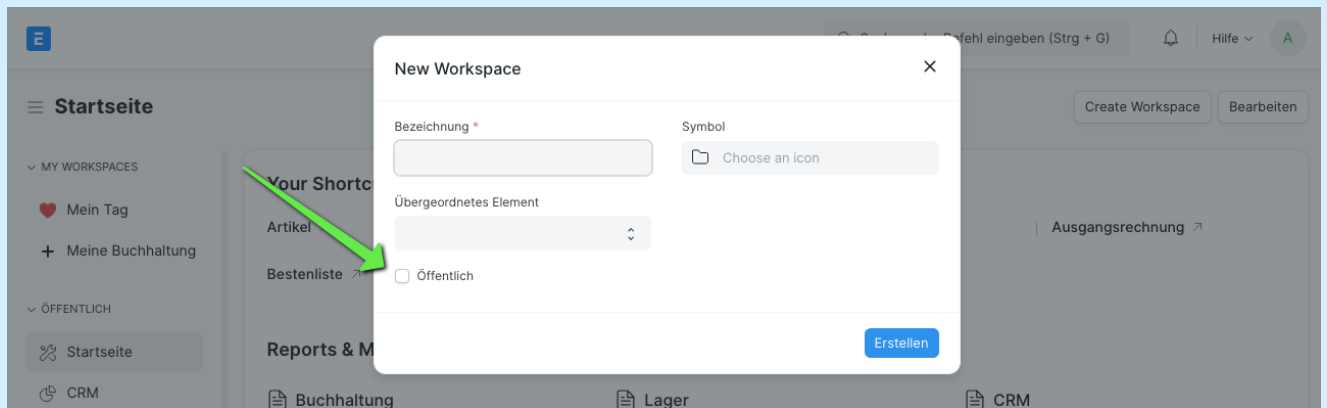 E
Befehl eingeben (Strg + G)
Hilfe
A
New Workspace
Startseite
Create Workspace
Bearbeiten
Bezeichnung *
Symbol
Choose an icon
MY WORKSPACES
Your Shortc
Mein Tag
Übergeordnetes Element
Artikel
Ausgangsrechnung
Meine Buchhaltung
Bestenliste
Öffentlich
ÖFFENTLICH
Startseite
Reports & M
Erstellen
CRM
Buchhaltung
Lager
CRM